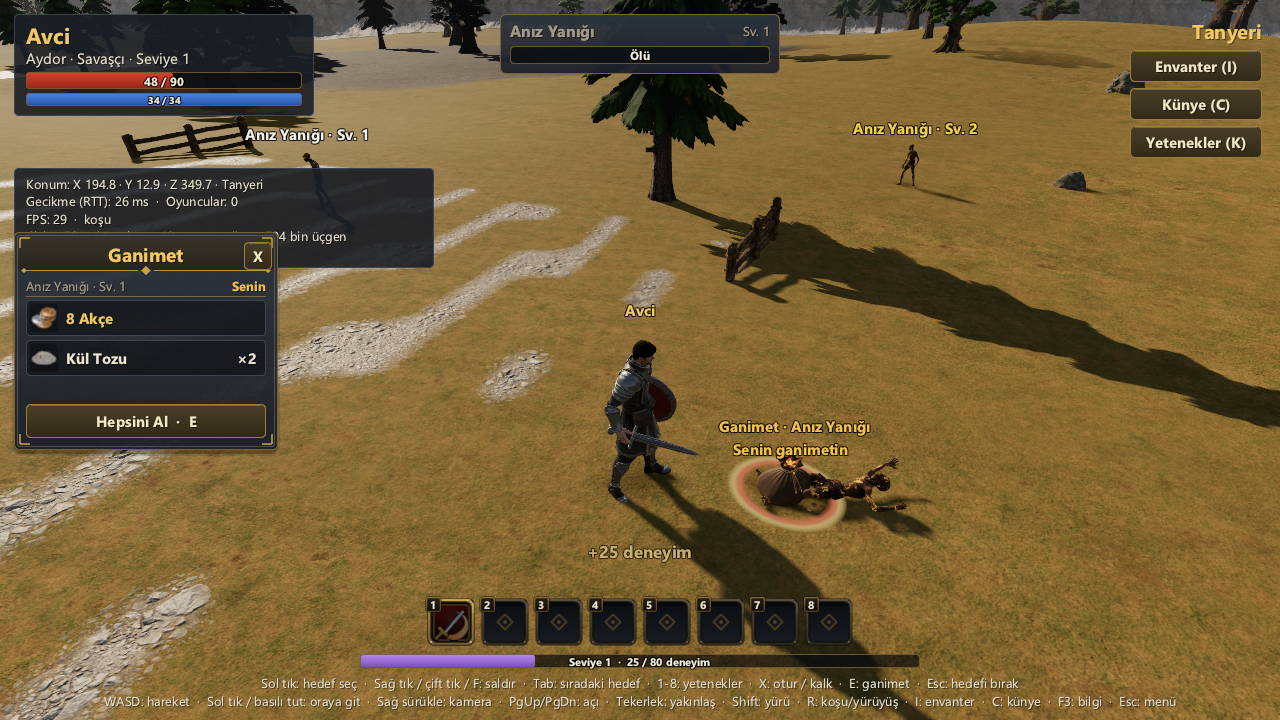 Avci
Aydor · Savaşçı · Seviye 1
48 / 90
34 / 34
Anız Yanığı
Sv. 1
Ölü
Tanyeri
Envanter (I)
Künye (C)
Yetenekler (K)
Anız Yanığı · Sv. 1
Anız Yanığı · Sv. 2
Konum: X 194.8 · Y 12.9 · Z 349.7 · Tanyeri
Gecikme (RTT): 26 ms · Oyuncular: 0
FPS: 29 · koşu
04 bin üçgen
Ganimet
X
Anız Yanığı · Sv. 1
Senin
8 Akçe
Kül Tozu
×2
Hepsini Al · E
Avci
Ganimet · Anız Yanığı
Senin ganimetin
+25 deneyim
1
2
3
4
5
6
7
8
Seviye 1 · 25 / 80 deneyim
Sol tık: hedef seç · Sağ tık / çift tık / F: saldır · Tab: sıradaki hedef · 1-8: yetenekler · X: otur / kalk · E: ganimet · Esc: hedefi bırak
WASD: hareket · Sol tık / basılı tut: oraya git · Sağ sürükle: kamera · PgUp/PgDn: açı · Tekerlek: yakınlaş · Shift: yürü · R: koşu/yürüyüş · I: envanter · C: künye · F3: bilgi · Esc: menü